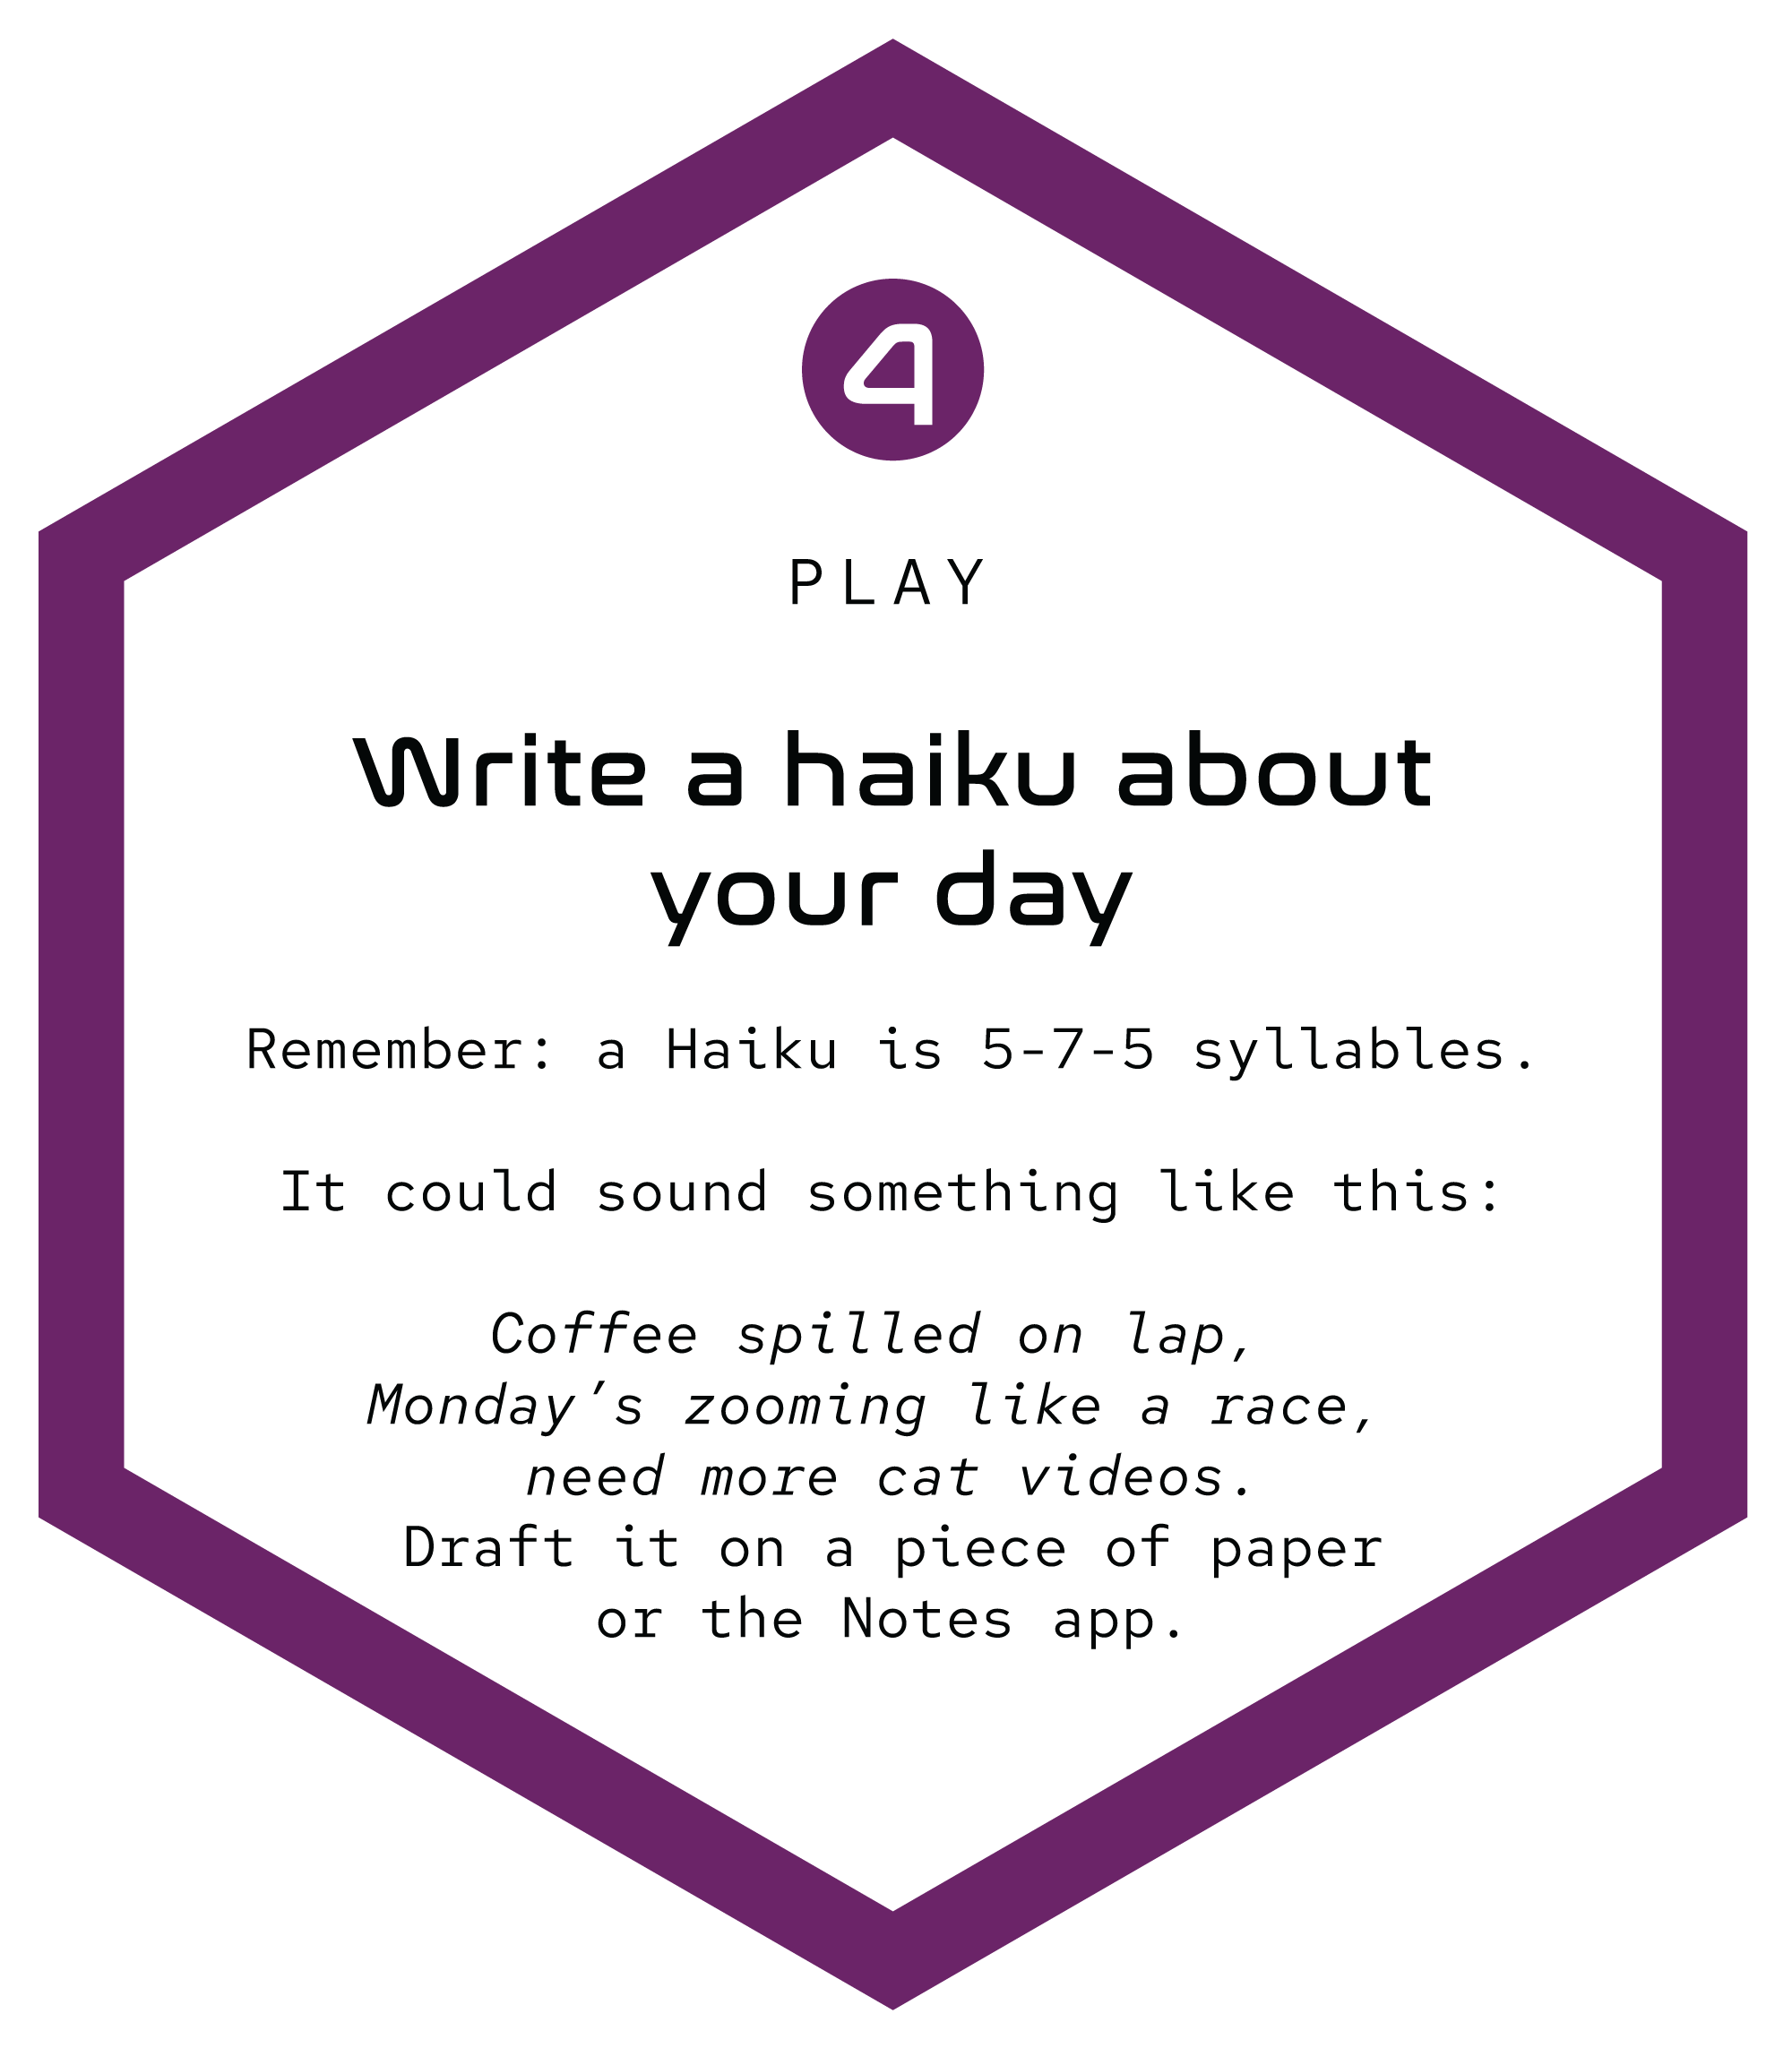 4
PLAY
Write a haiku about
your day
Remember: a Haiku is 5-7-5 syllables.
It could sound something like this:
Coffee spilled on lap,
Monday’s zooming like a race,
need more cat videos.
Draft it on a piece of paper
or the Notes app.